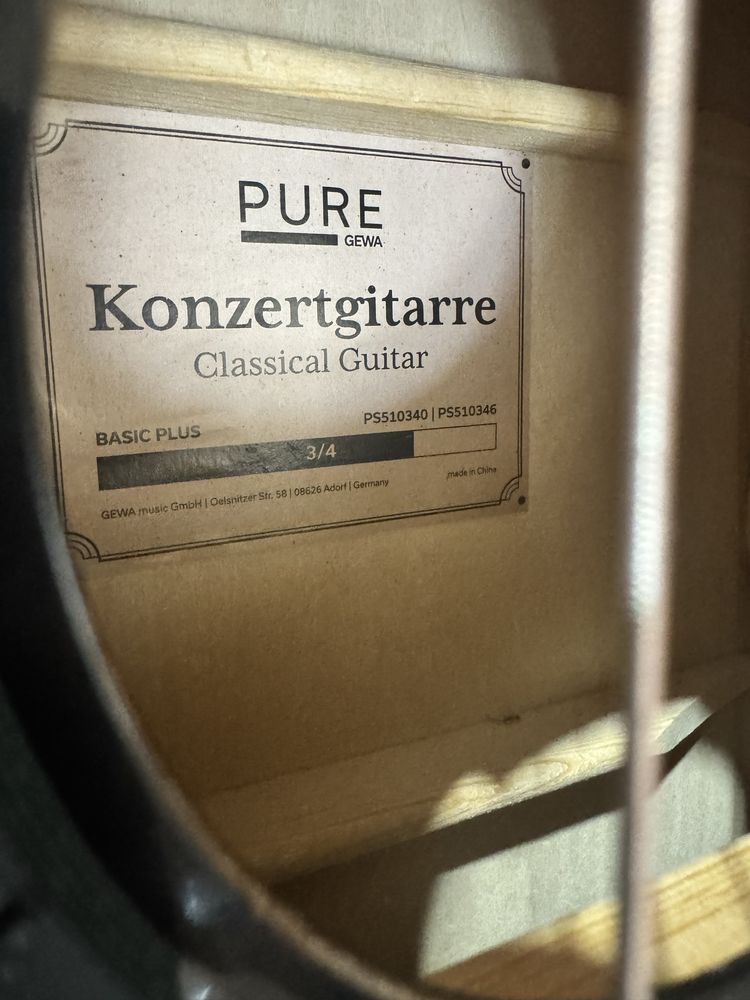 PURE
GEWA
Konzertgitarre
Classical Guitar
BASIC PLUS
PS510340 | PS510346
3/4
GEWA music GmbH | Oelsnitzer Str. 58 | 08626 Adorf | Germany
made in China